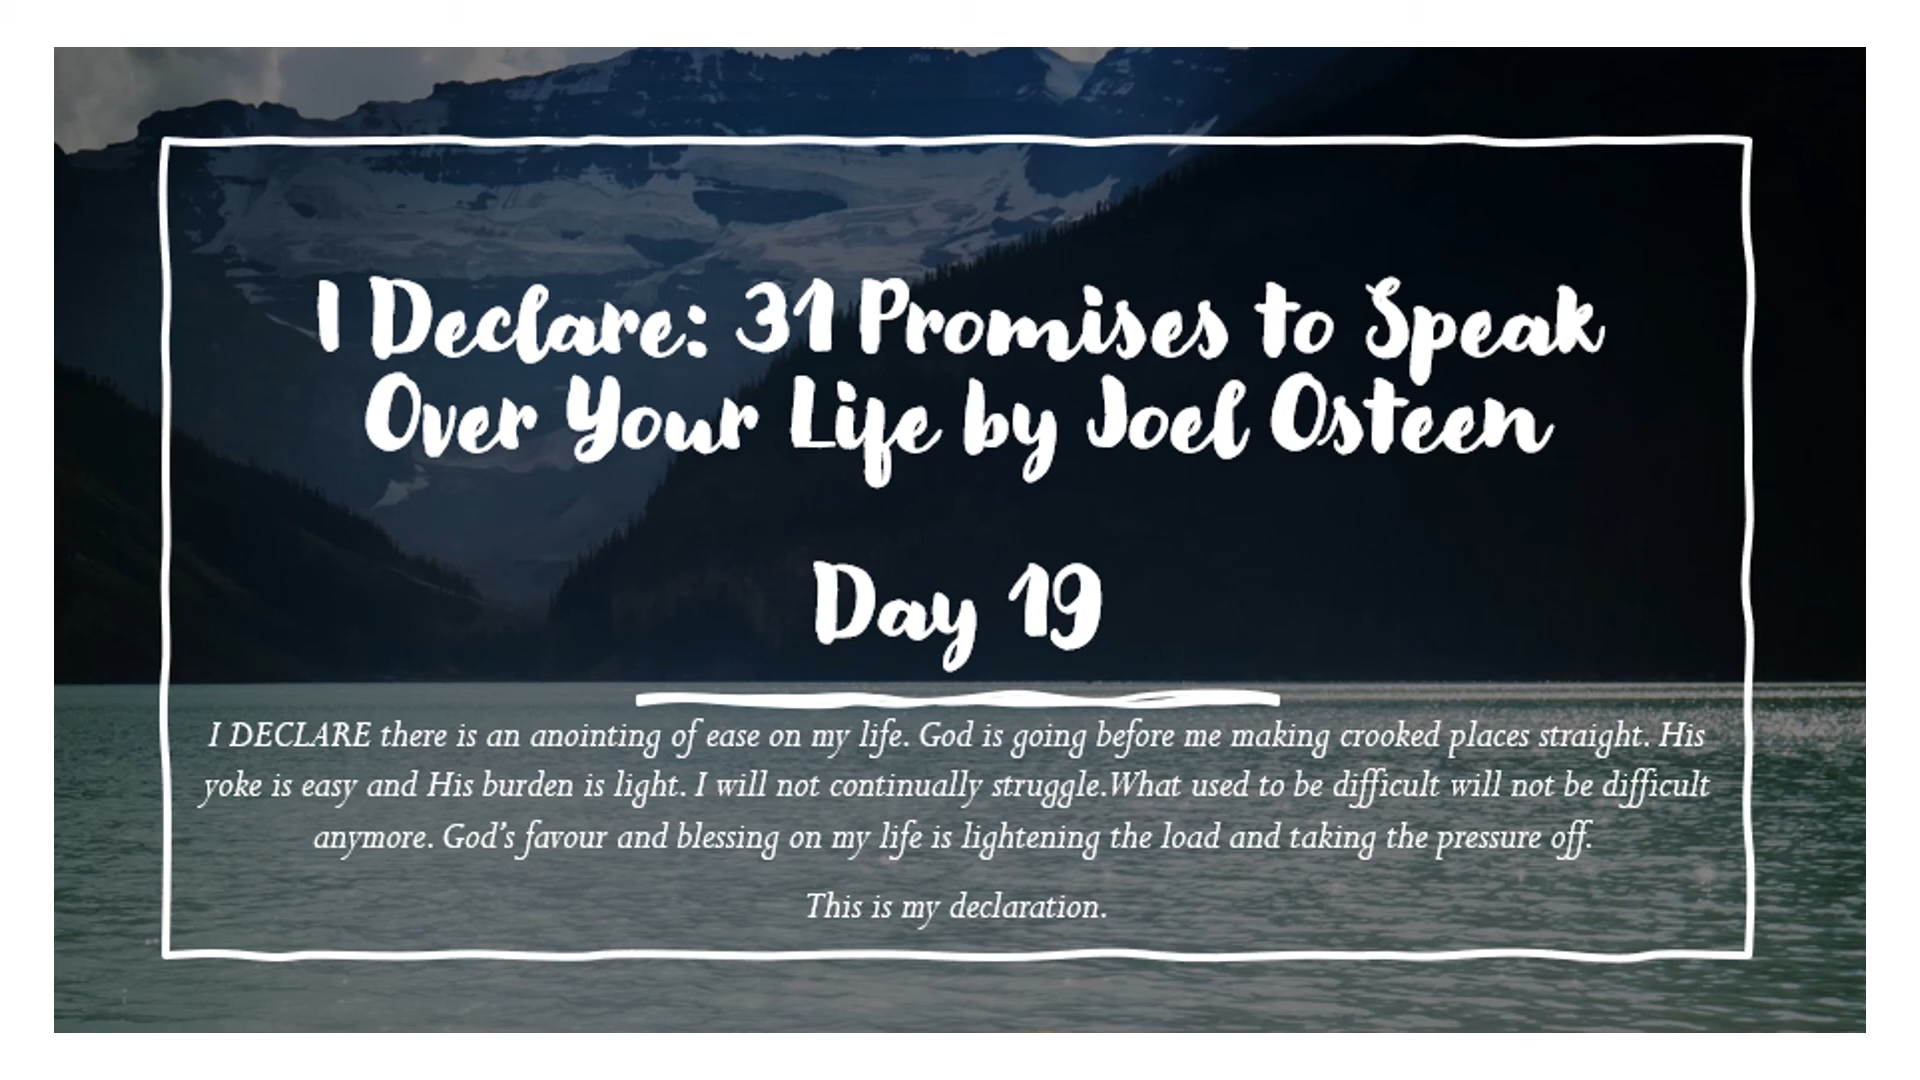 I Declare: 31 Promises to Speak
Over Your Life by Joel Osteen
Day 19
I DECLARE there is an anointing of ease on my life. God is going before me making crooked places straight. His
yoke is easy and His burden is light. I will not continually struggle.What used to be difficult will not be difficult
anymore. God’s favour and blessing on my life is lightening the load and taking the pressure off.
This is my declaration.